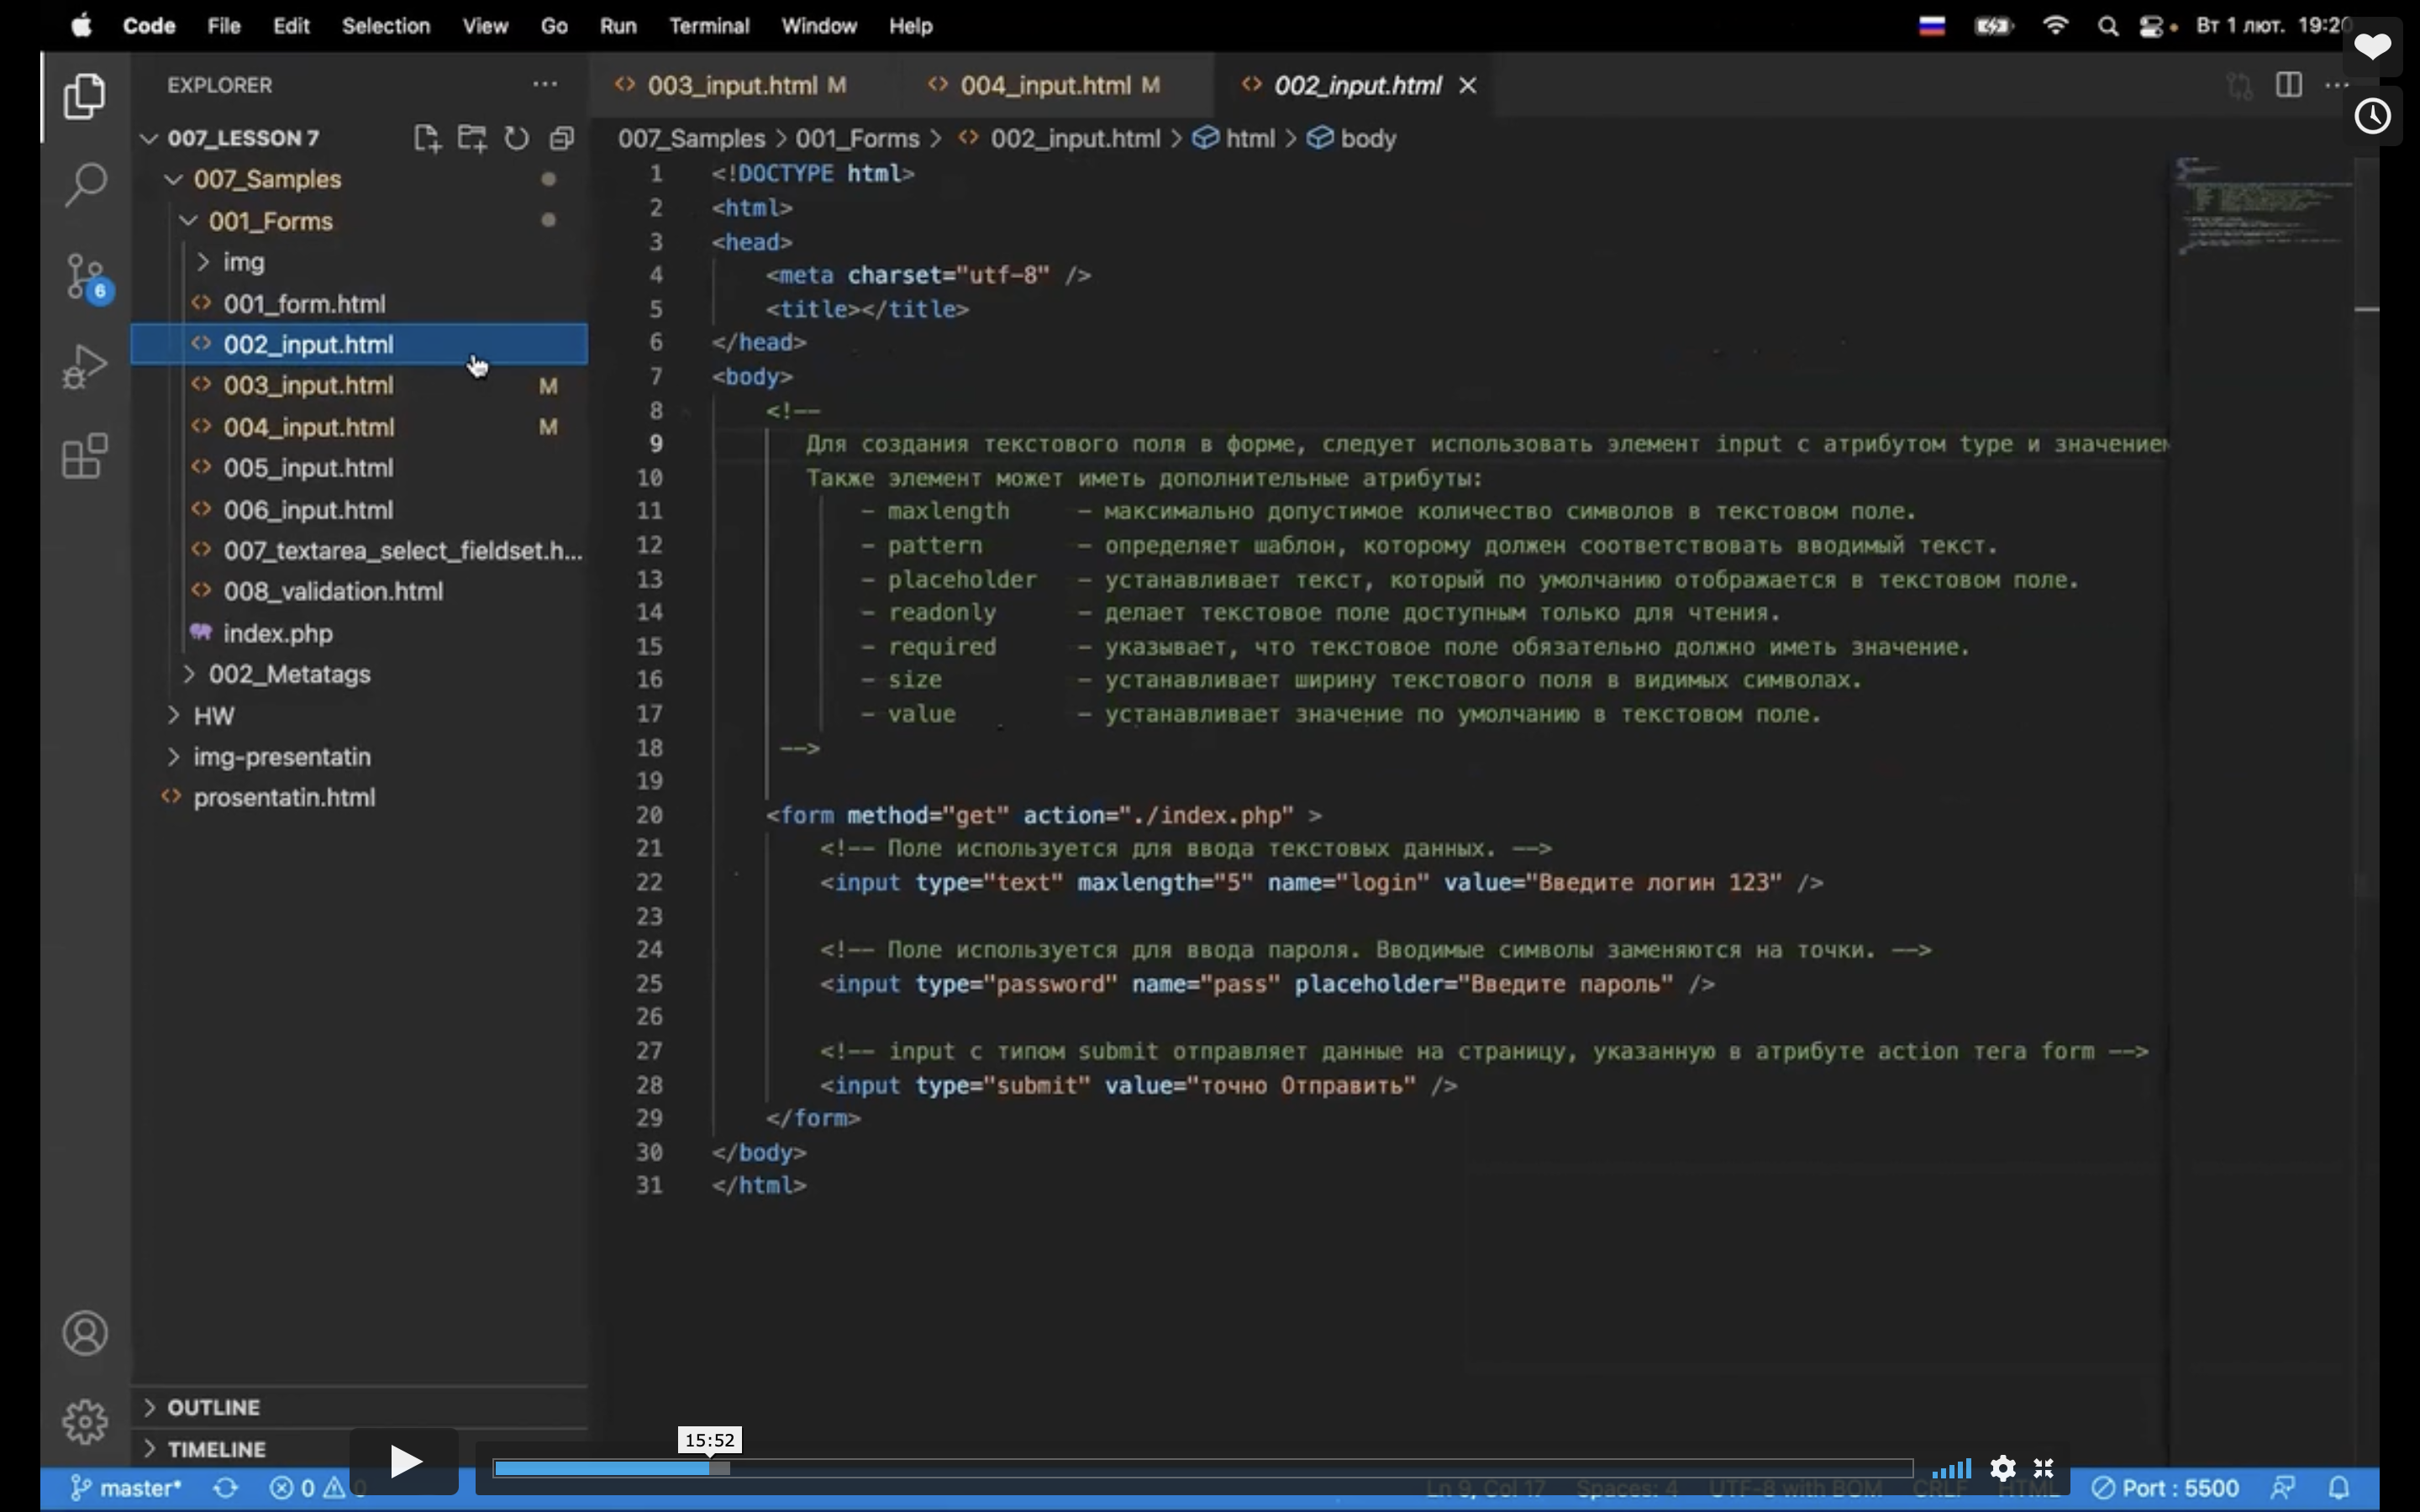 Code File Edit Selection View Go Run Terminal Window Help Вт 1 лют. 19:20
EXPLORER
003_input.html M
004_input.html M
002_input.html
007_LESSON 7
007_Samples
001_Forms
img
001_form.html
002_input.html
003_input.html M
004_input.html M
005_input.html
006_input.html
007_textarea_select_fieldset.h...
008_validation.html
index.php
002_Metatags
HW
img-presentatin
prosentatin.html
OUTLINE
TIMELINE
6
007_Samples > 001_Forms > 002_input.html > html > body
1 <!DOCTYPE html>
2 <html>
3 <head>
4 <meta charset="utf-8" />
5 <title></title>
6 </head>
7 <body>
8 <!--
9 Для создания текстового поля в форме, следует использовать элемент input с атрибутом type и значением
10 Также элемент может иметь дополнительные атрибуты:
11 - maxlength - максимально допустимое количество символов в текстовом поле.
12 - pattern - определяет шаблон, которому должен соответствовать вводимый текст.
13 - placeholder - устанавливает текст, который по умолчанию отображается в текстовом поле.
14 - readonly - делает текстовое поле доступным только для чтения.
15 - required - указывает, что текстовое поле обязательно должно иметь значение.
16 - size - устанавливает ширину текстового поля в видимых символах.
17 - value - устанавливает значение по умолчанию в текстовом поле.
18 -->
19
20 <form method="get" action="./index.php" >
21 <!-- Поле используется для ввода текстовых данных. -->
22 <input type="text" maxlength="5" name="login" value="Введите логин 123" />
23
24 <!-- Поле используется для ввода пароля. Вводимые символы заменяются на точки. -->
25 <input type="password" name="pass" placeholder="Введите пароль" />
26
27 <!-- input с типом submit отправляет данные на страницу, указанную в атрибуте action тега form -->
28 <input type="submit" value="точно Отправить" />
29 </form>
30 </body>
31 </html>
15:52
master* 0 0 Ln 9, Col 17 Spaces: 4 UTF-8 with BOM CRLF HTML Port : 5500